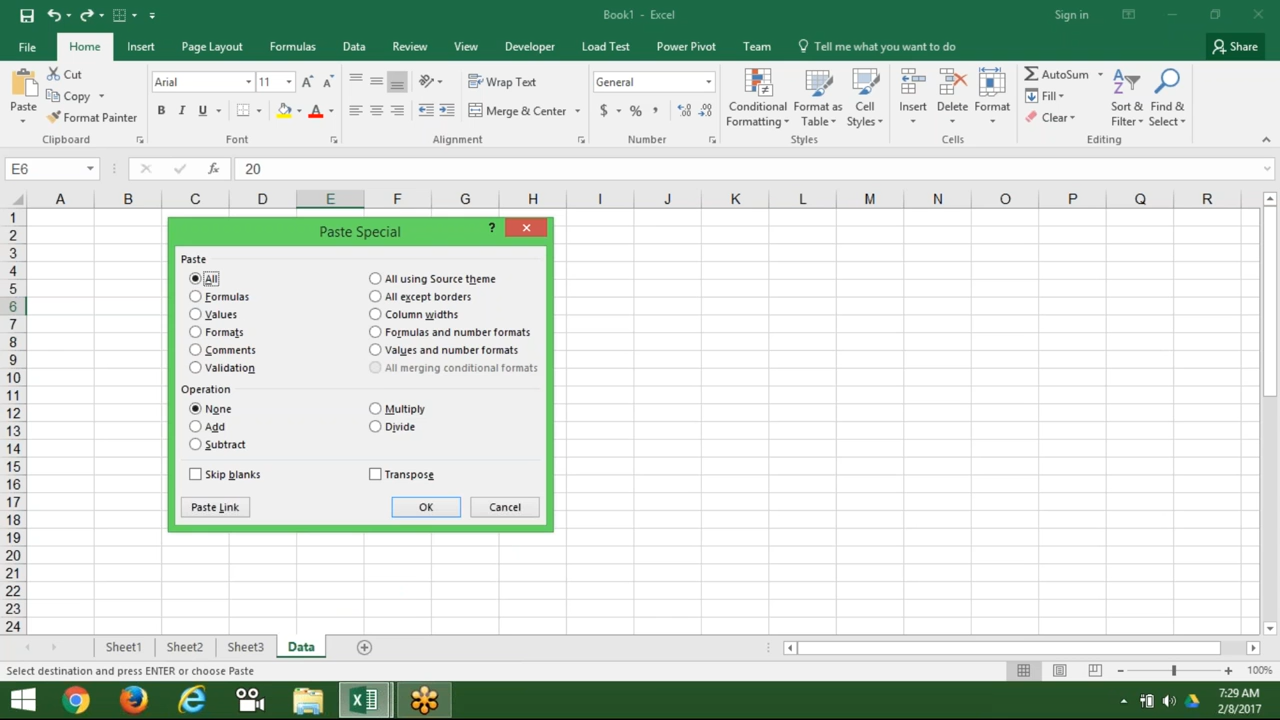 Book1 - Excel
Sign in
File Home Insert Page Layout Formulas Data Review View Developer Load Test Power Pivot Team Tell me what you want to do Share
Paste
Cut
Copy
Format Painter
Clipboard
Arial 11
B I U
Font
Wrap Text
Merge & Center
Alignment
General
$ % ,
Number
Conditional Formatting
Format as Table
Cell Styles
Styles
Insert
Delete
Format
Cells
AutoSum
Fill
Clear
Sort & Filter
Find & Select
Editing
E6 fx 20
A B C D E F G H I J K L M N O P Q R
1
2
3
4
5
6
7
8
9
10
11
12
13
14
15
16
17
18
19
20
21
22
23
24
Paste Special ?
Paste
All All using Source theme
Formulas All except borders
Values Column widths
Formats Formulas and number formats
Comments Values and number formats
Validation All merging conditional formats
Operation
None Multiply
Add Divide
Subtract
Skip blanks Transpose
Paste Link OK Cancel
Sheet1 Sheet2 Sheet3 Data
Select destination and press ENTER or choose Paste
100%
7:29 AM
2/8/2017